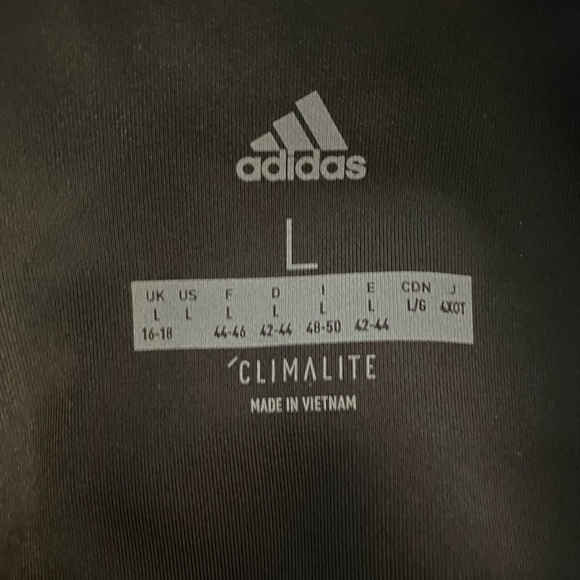 adidas
L
UK US F D I E CDN J
L L L L L L L/G 4XOT
16-18 44-46 42-44 48-50 42-44
CLIMALITE
MADE IN VIETNAM